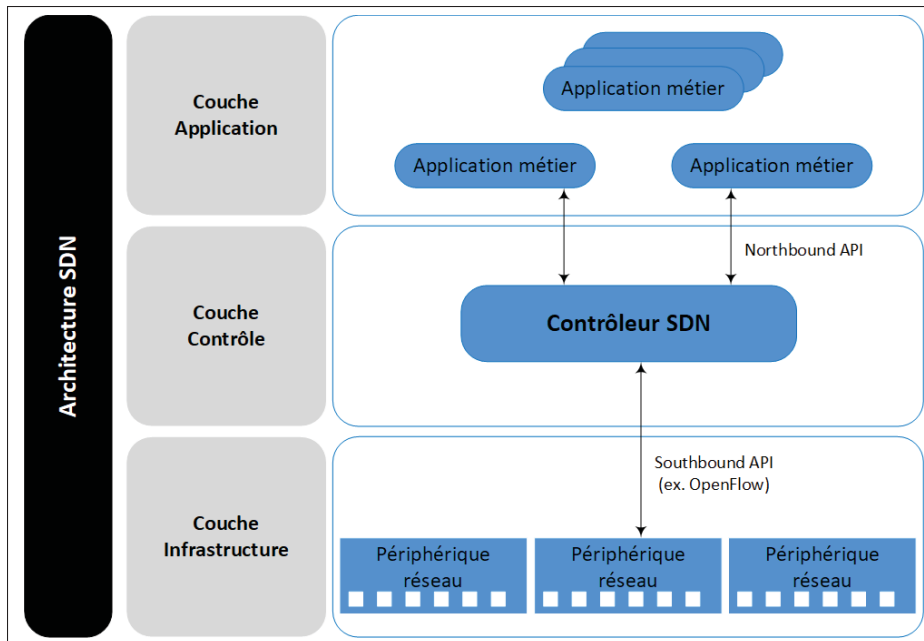 Architecture SDN
Couche
Application
Application métier
Application métier
Application métier
Northbound API
Couche
Contrôle
Contrôleur SDN
Southbound API
(ex. OpenFlow)
Couche
Infrastructure
Périphérique
réseau
Périphérique
réseau
Périphérique
réseau